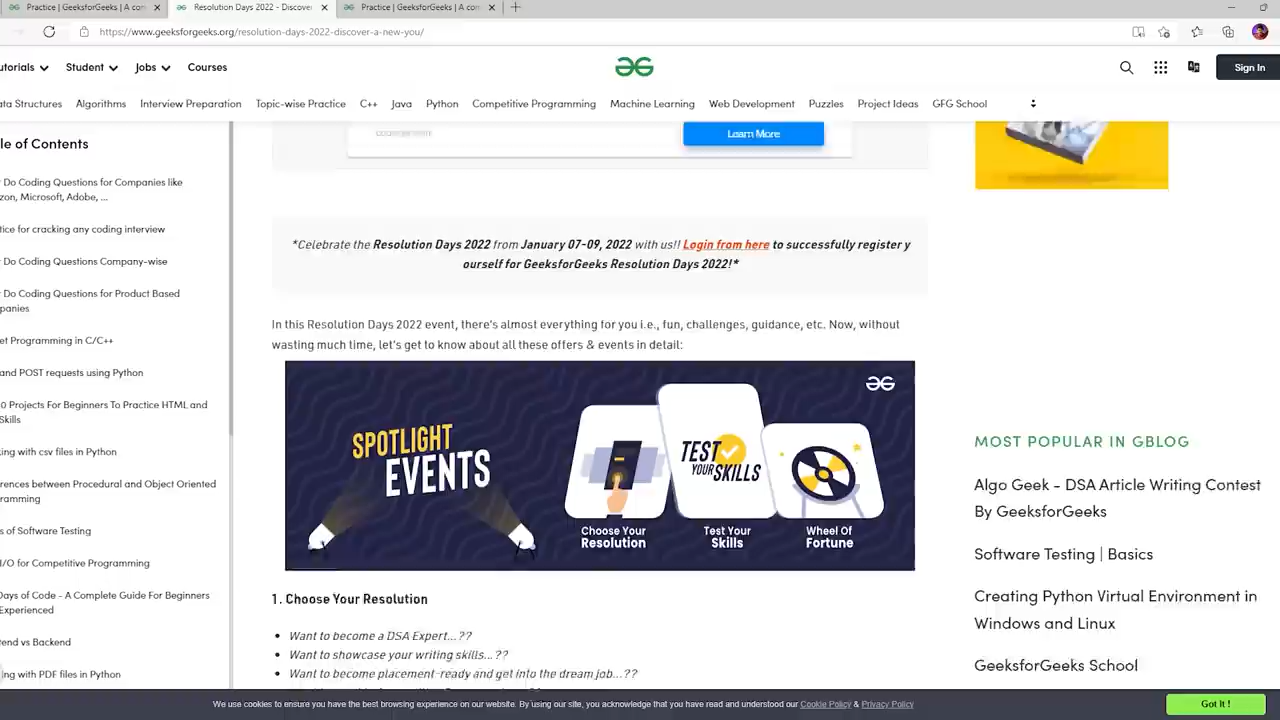 Practice | GeeksforGeeks | A com
Resolution Days 2022 - Discover
Practice | GeeksforGeeks | A con
https://www.geeksforgeeks.org/resolution-days-2022-discover-a-new-you/
utorials
Student
Jobs
Courses
Sign In
ata Structures
Algorithms
Interview Preparation
Topic-wise Practice
C++
Java
Python
Competitive Programming
Machine Learning
Web Development
Puzzles
Project Ideas
GFG School
le of Contents
Do Coding Questions for Companies like
zon, Microsoft, Adobe, ...
tice for cracking any coding interview
Do Coding Questions Company-wise
Do Coding Questions for Product Based
panies
et Programming in C/C++
and POST requests using Python
0 Projects For Beginners To Practice HTML and
Skills
king with csv files in Python
erences between Procedural and Object Oriented
ramming
s of Software Testing
I/O for Competitive Programming
Days of Code - A Complete Guide For Beginners
Experienced
tend vs Backend
ing with PDF files in Python
Learn More
*Celebrate the Resolution Days 2022 from January 07-09, 2022 with us!! Login from here to successfully register y
ourself for GeeksforGeeks Resolution Days 2022!*
In this Resolution Days 2022 event, there's almost everything for you i.e., fun, challenges, guidance, etc. Now, without
wasting much time, let's get to know about all these offers & events in detail:
SPOTLIGHT
EVENTS
TEST
YOUR SKILLS
Choose Your
Resolution
Test Your
Skills
Wheel Of
Fortune
1. Choose Your Resolution
• Want to become a DSA Expert...??
• Want to showcase your writing skills...??
• Want to become placement-ready and get into the dream job...??
MOST POPULAR IN GBLOG
Algo Geek - DSA Article Writing Contest
By GeeksforGeeks
Software Testing | Basics
Creating Python Virtual Environment in
Windows and Linux
GeeksforGeeks School
We use cookies to ensure you have the best browsing experience on our website. By using our site, you acknowledge that you have read and understood our Cookie Policy & Privacy Policy
Got It !